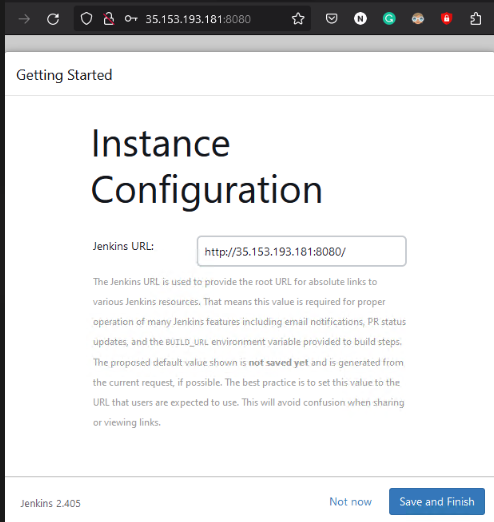 35.153.193.181:8080
Getting Started
Instance
Configuration
Jenkins URL:
http://35.153.193.181:8080/
The Jenkins URL is used to provide the root URL for absolute links to
various Jenkins resources. That means this value is required for proper
operation of many Jenkins features including email notifications, PR status
updates, and the BUILD_URL environment variable provided to build steps.
The proposed default value shown is not saved yet and is generated from
the current request, if possible. The best practice is to set this value to the
URL that users are expected to use. This will avoid confusion when sharing
or viewing links.
Jenkins 2.405
Not now
Save and Finish